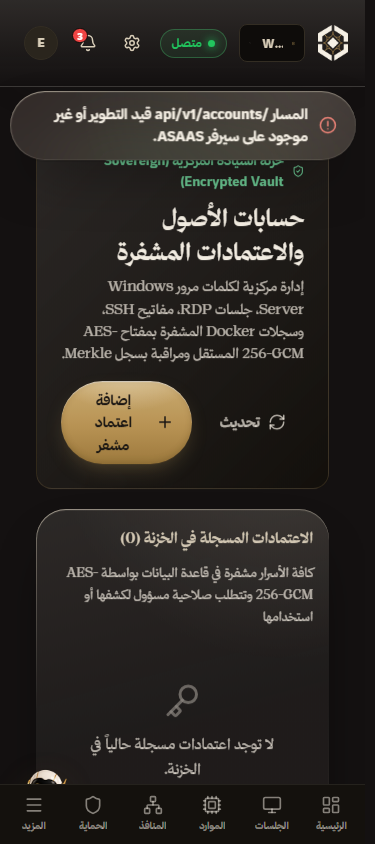 W...
متصل
3
E
المسار /api/v1/accounts قيد التطوير أو غير
موجود على سيرفر ASAAS.
خزنة السيادة المركزية (Sovereign
Encrypted Vault)
حسابات الأصول
والاعتمادات المشفرة
إدارة مركزية لكلمات مرور Windows
Server، جلسات RDP، مفاتيح SSH،
وسجلات Docker المشفرة بمفتاح AES-
256-GCM المستقل ومراقبة بسجل Merkle.
تحديث
إضافة
اعتماد
مشفر
الاعتمادات المسجلة في الخزنة (0)
كافة الأسرار مشفرة في قاعدة البيانات بواسطة AES-
256-GCM وتتطلب صلاحية مسؤول لكشفها أو
استخدامها
لا توجد اعتمادات مسجلة حالياً في
الخزنة.
الرئيسية
الجلسات
الموارد
المنافذ
الحماية
المزيد